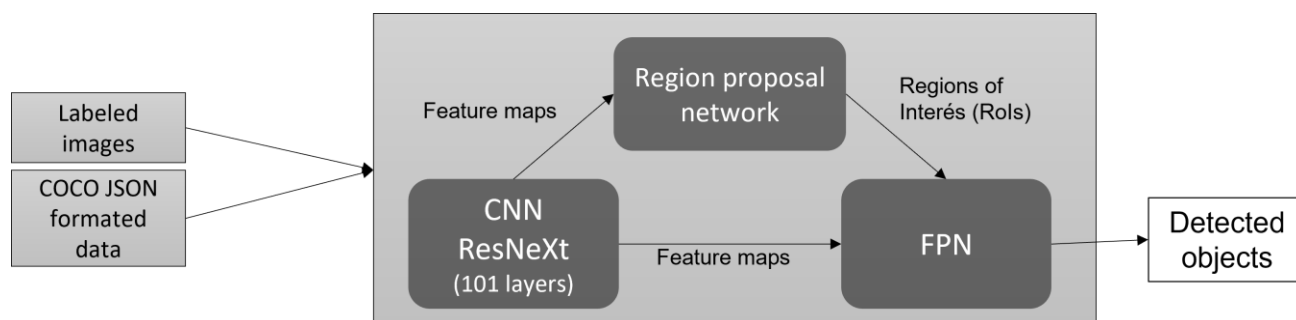 Labeled
images
COCO JSON
formated
data
Feature maps
Region proposal
network
Regions of
Interés (RoIs)
CNN
ResNeXt
(101 layers)
Feature maps
FPN
Detected
objects